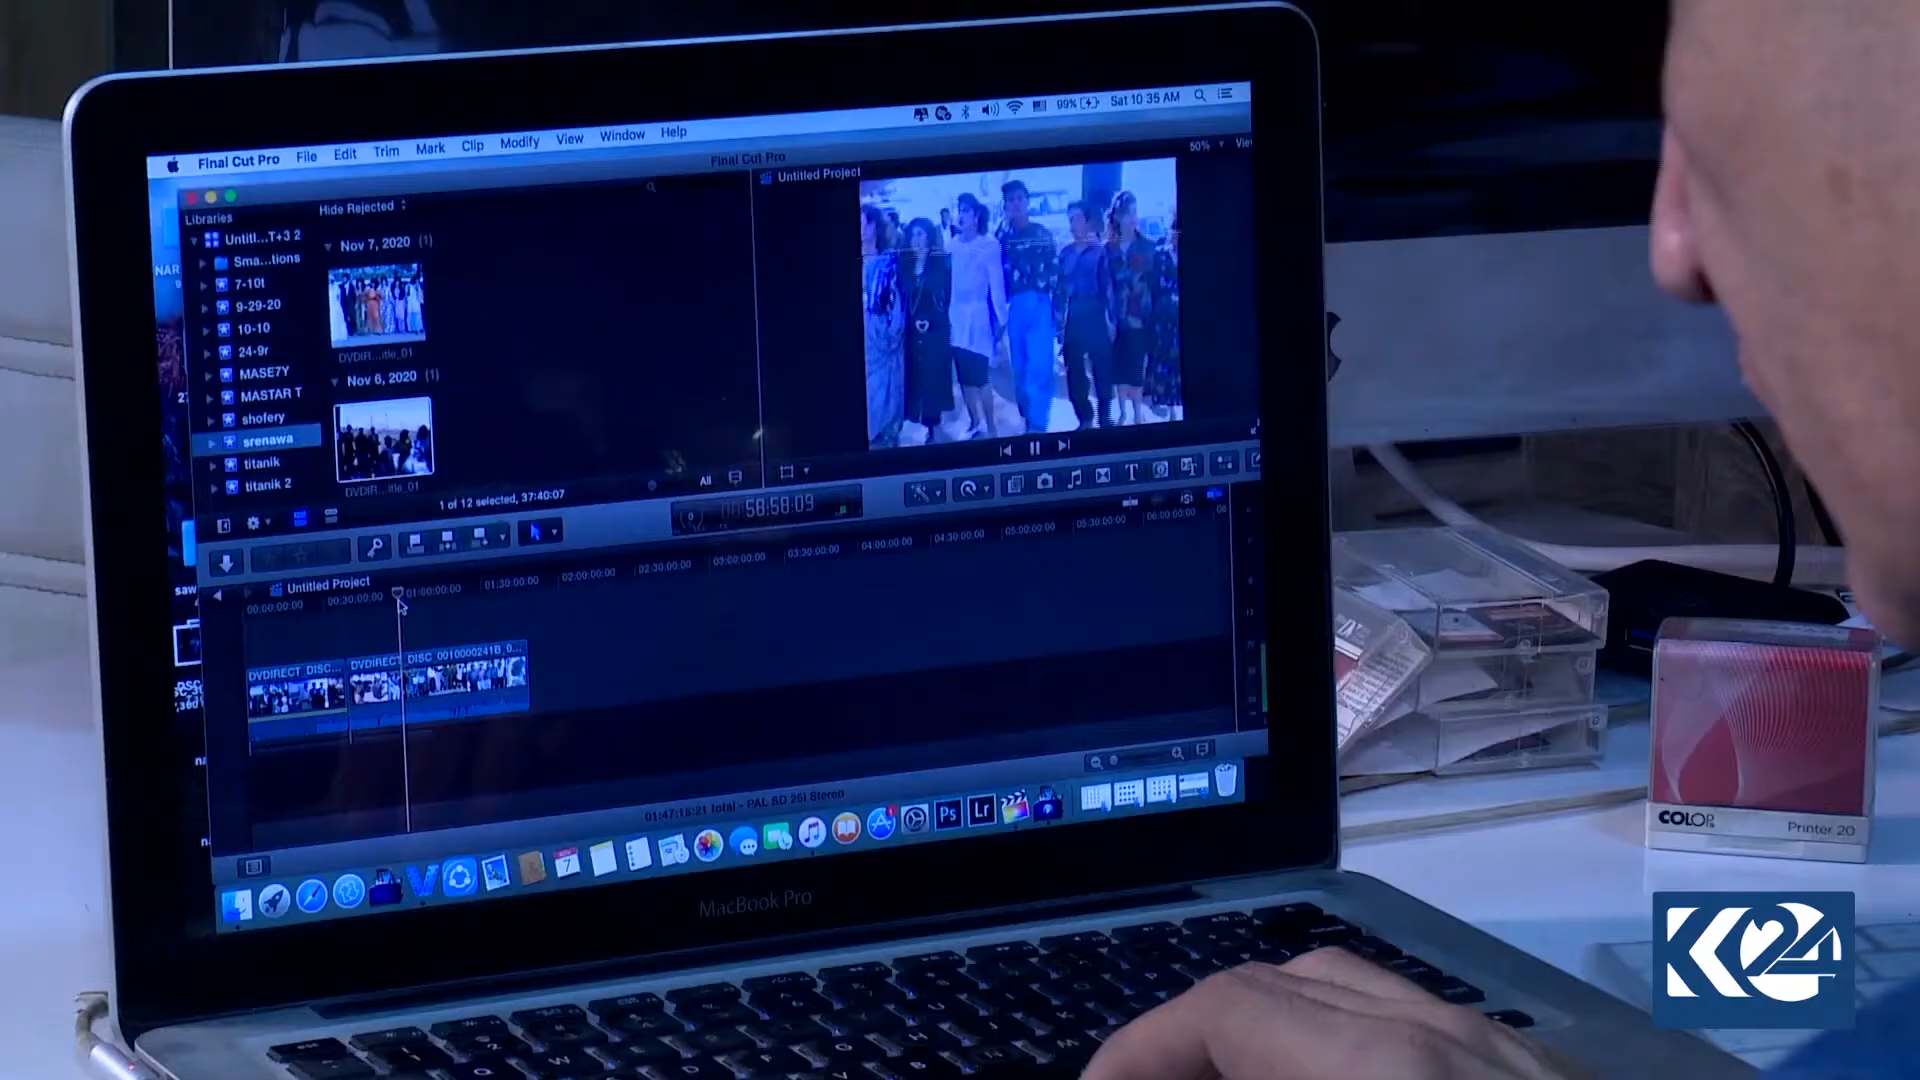 Final Cut Pro File Edit Trim Mark Clip Modify View Window Help 99% Sat 10:35 AM
Final Cut Pro
50% View
Untitled Project
Libraries
Hide Rejected
Untitl...T+3 2
Nov 7, 2020 (1)
Sma...tions
7-10t
9-29-20
10-10
24-9r
DVDIR...itle_01
MASE7Y
Nov 6, 2020 (1)
MASTAR T
shofery
srenawa
titanik
titanik 2
DVDIR...itle_01
1 of 12 selected, 37:40:07
All
58:58:09
Untitled Project
00:00:00:00 00:30:00:00 01:00:00:00 01:30:00:00 02:00:00:00 02:30:00:00 03:00:00:00 03:30:00:00 04:00:00:00 04:30:00:00 05:00:00:00 05:30:00:00 06:00:00:00 06
DVDIRECT_DISC... DVDIRECT_DISC_0010000241B_0...
01:47:15:21 total - PAL SD 25i Stereo
Ps Lr
7
MacBook Pro
COLOP
Printer 20
K24